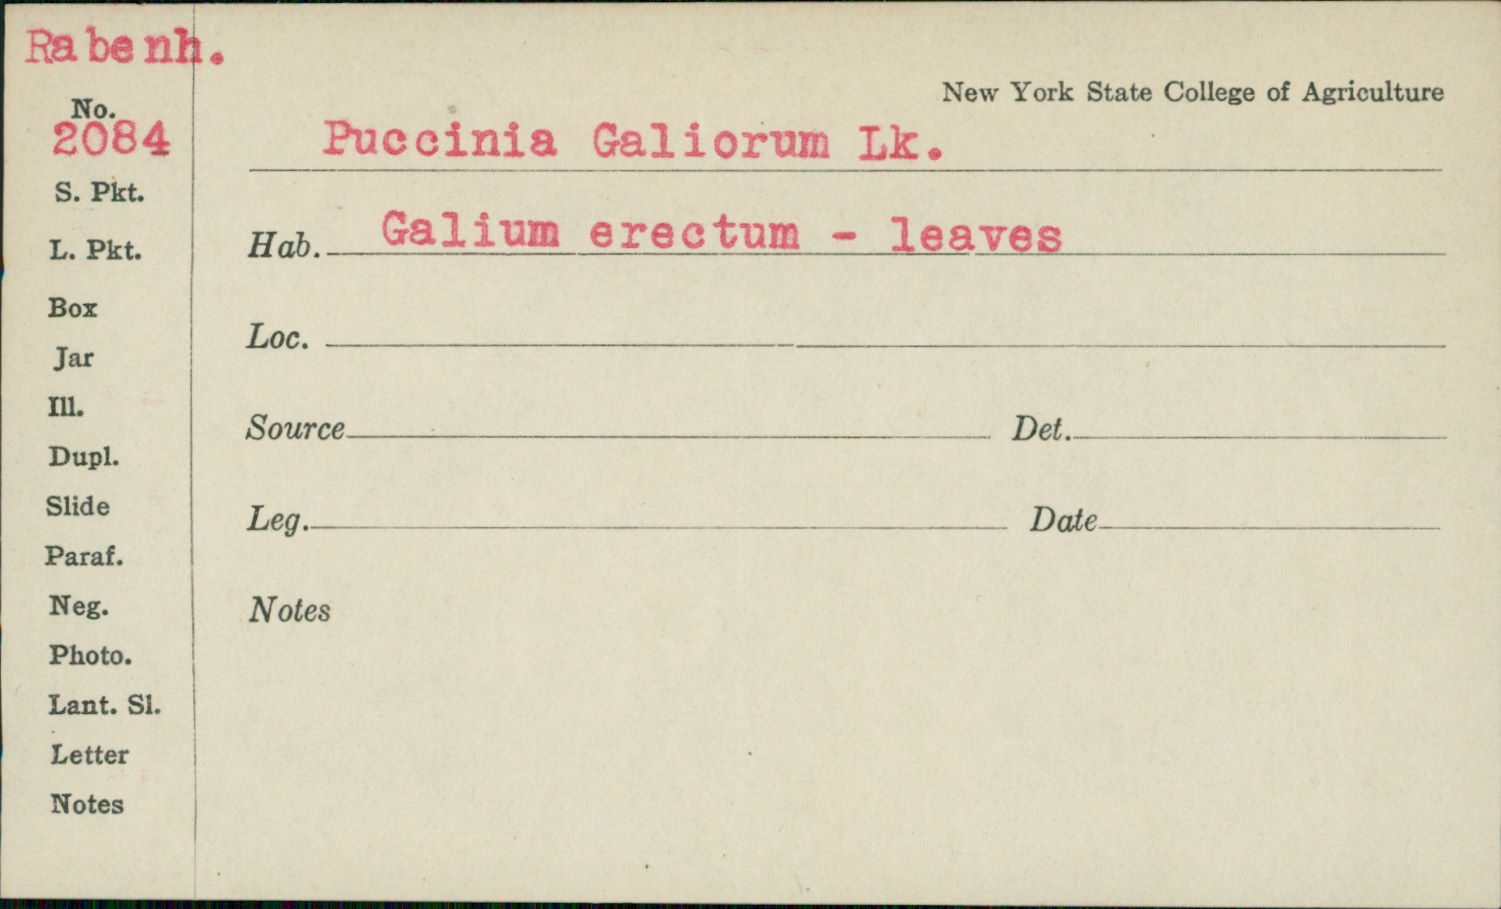 Rabenh.
New York State College of Agriculture
No.
2084
Puccinia Galiorum Lk.
S. Pkt.
Hab. Galium erectum - leaves
L. Pkt.
Box
Loc.
Jar
Ill.
Source Det.
Dupl.
Slide
Leg. Date
Paraf.
Neg.
Notes
Photo.
Lant. Sl.
Letter
Notes